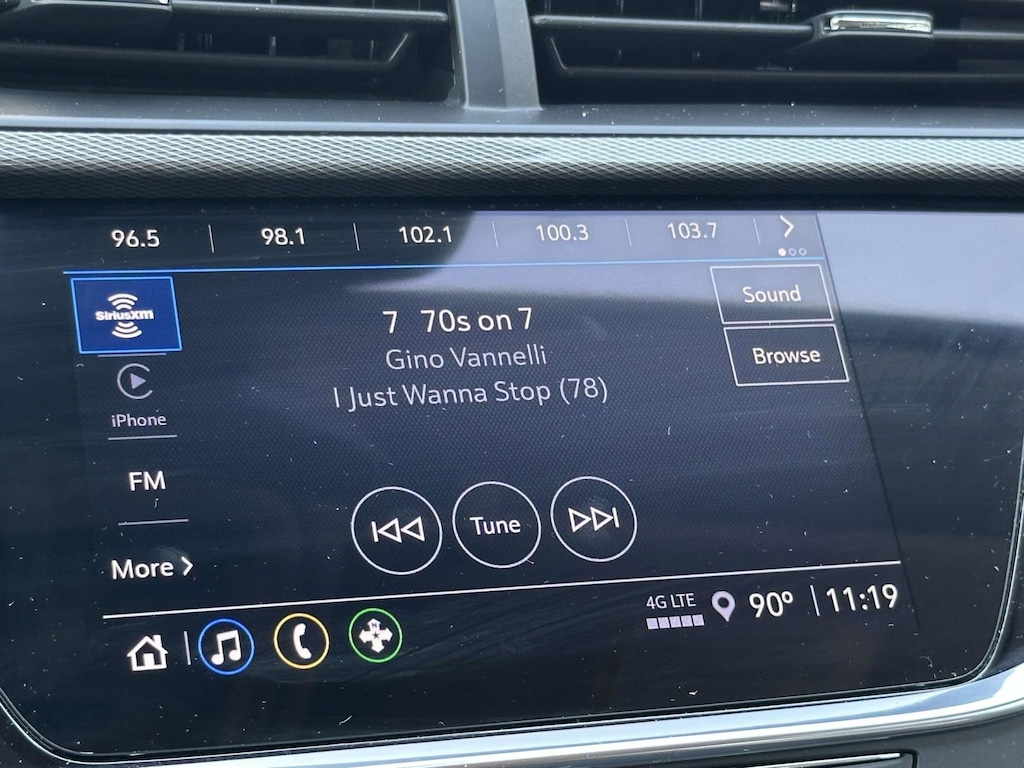 96.5 98.1 102.1 100.3 103.7
SiriusXM
7 70s on 7
Gino Vannelli
I Just Wanna Stop (78)
Sound
Browse
iPhone
FM
More
Tune
4G LTE
90° 11:19
N